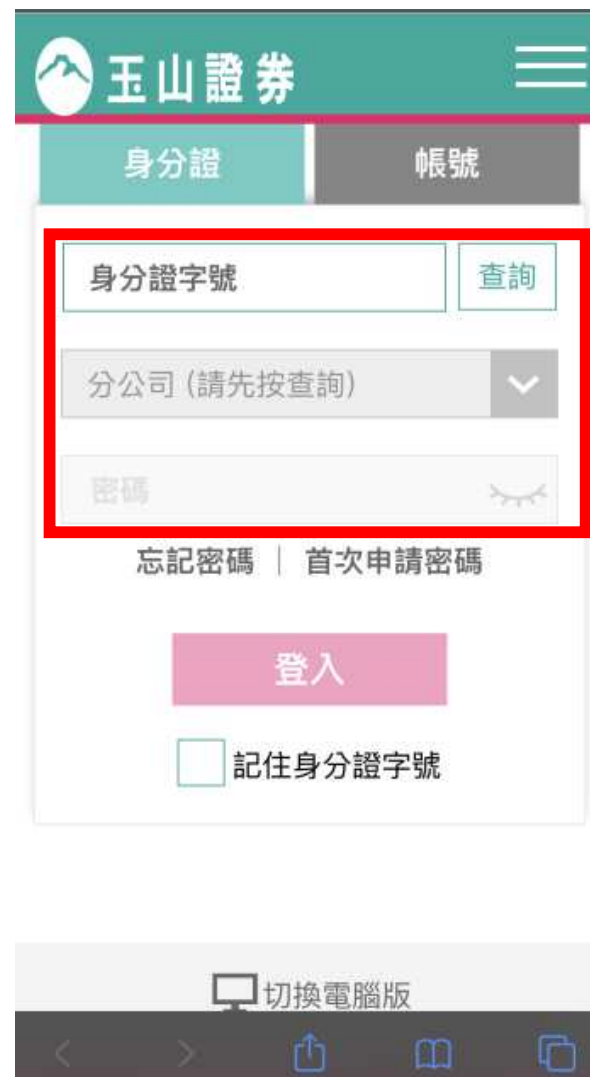 玉山證券
身分證
帳號
身分證字號
查詢
分公司 (請先按查詢)
密碼
忘記密碼 | 首次申請密碼
登入
記住身分證字號
切換電腦版